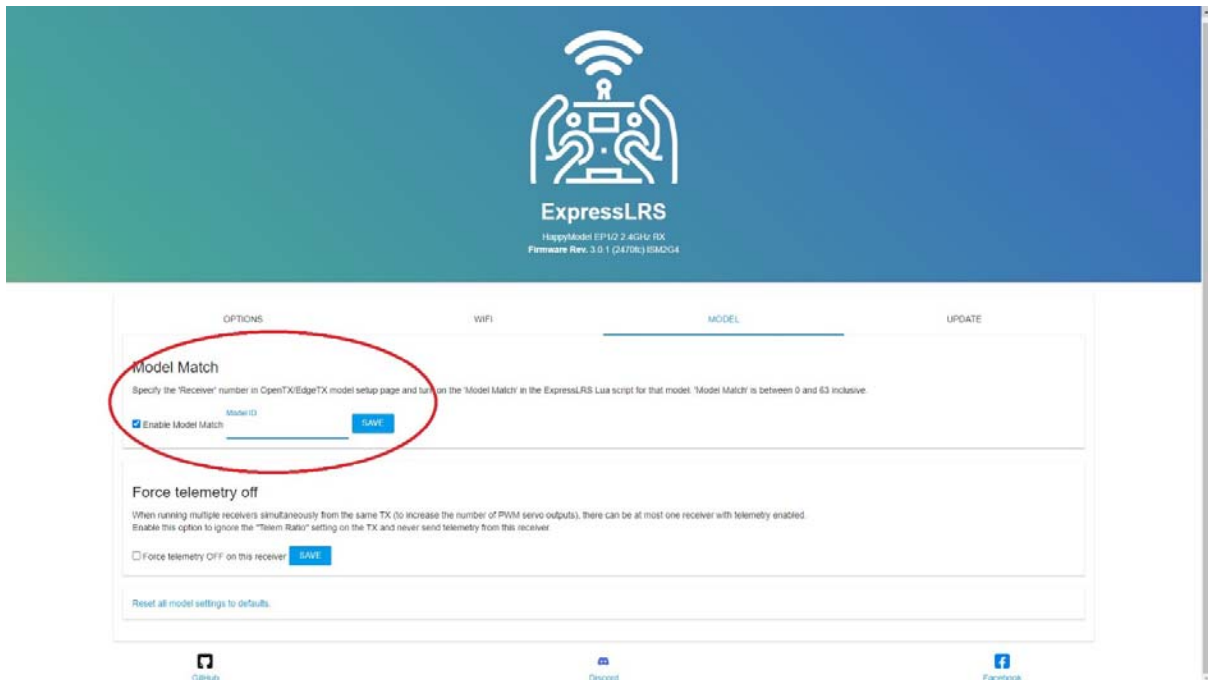 ExpressLRS
HappyModel EP1/2 2.4GHz RX
Firmware Rev. 3.0.1 (2470fc) ISM2G4
OPTIONS
WIFI
MODEL
UPDATE
Model Match
Specify the 'Receiver' number in OpenTX/EdgeTX model setup page and turn on the 'Model Match' in the ExpressLRS Lua script for that model. 'Model Match' is between 0 and 63 inclusive.
Model ID
Enable Model Match
SAVE
Force telemetry off
When running multiple receivers simultaneously from the same TX (to increase the number of PWM servo outputs), there can be at most one receiver with telemetry enabled.
Enable this option to ignore the "Telem Ratio" setting on the TX and never send telemetry from this receiver
Force telemetry OFF on this receiver SAVE
Reset all model settings to defaults.
GitHub
Discord
Facebook